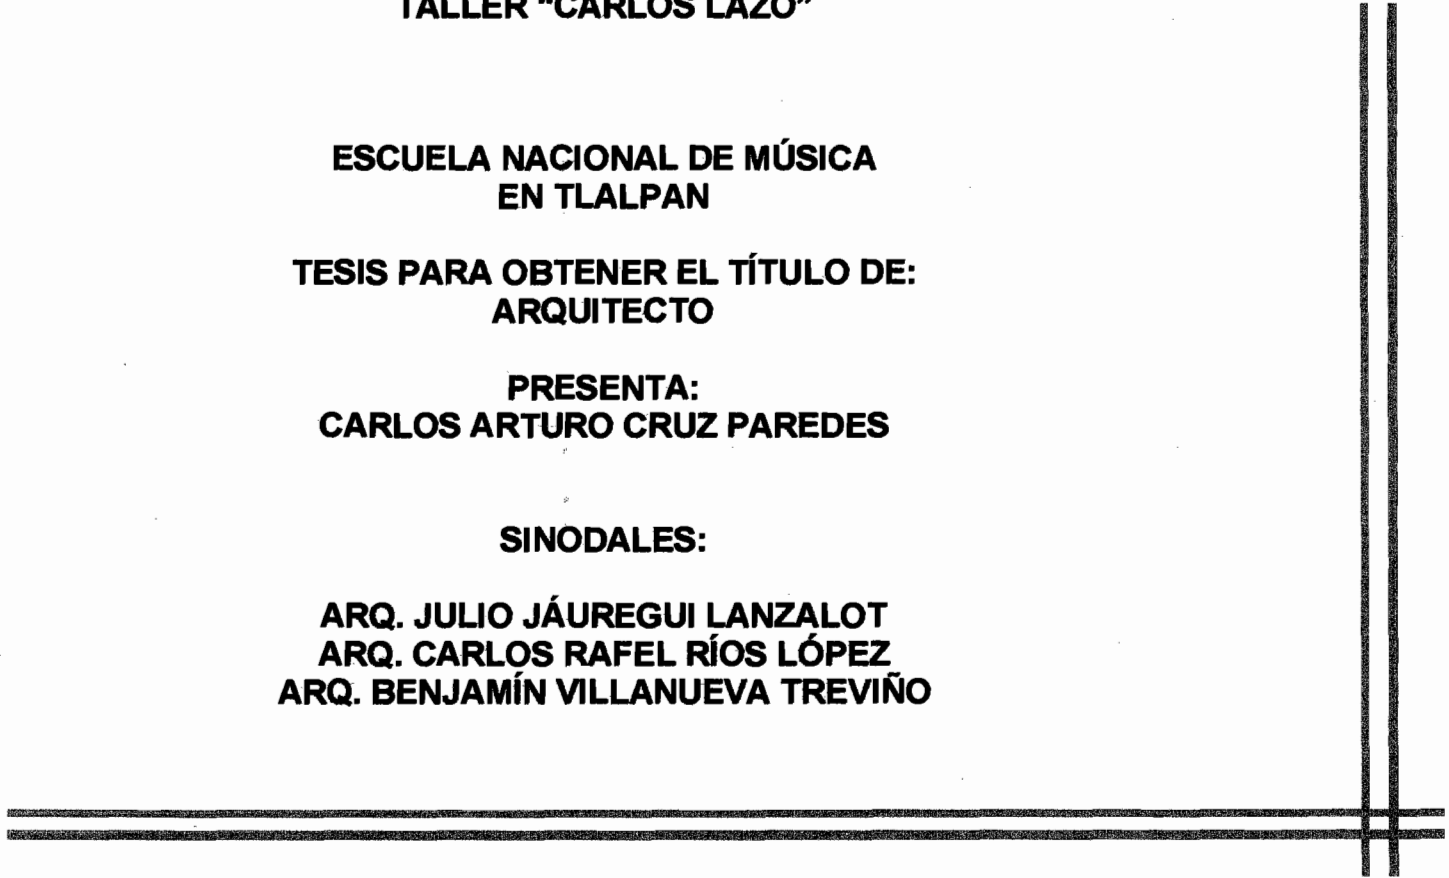 TALLER "CARLOS LAZO"
ESCUELA NACIONAL DE MÚSICA
EN TLALPAN
TESIS PARA OBTENER EL TÍTULO DE:
ARQUITECTO
PRESENTA:
CARLOS ARTURO CRUZ PAREDES
SINODALES:
ARQ. JULIO JÁUREGUI LANZALOT
ARQ. CARLOS RAFEL RÍOS LÓPEZ
ARQ. BENJAMÍN VILLANUEVA TREVIÑO